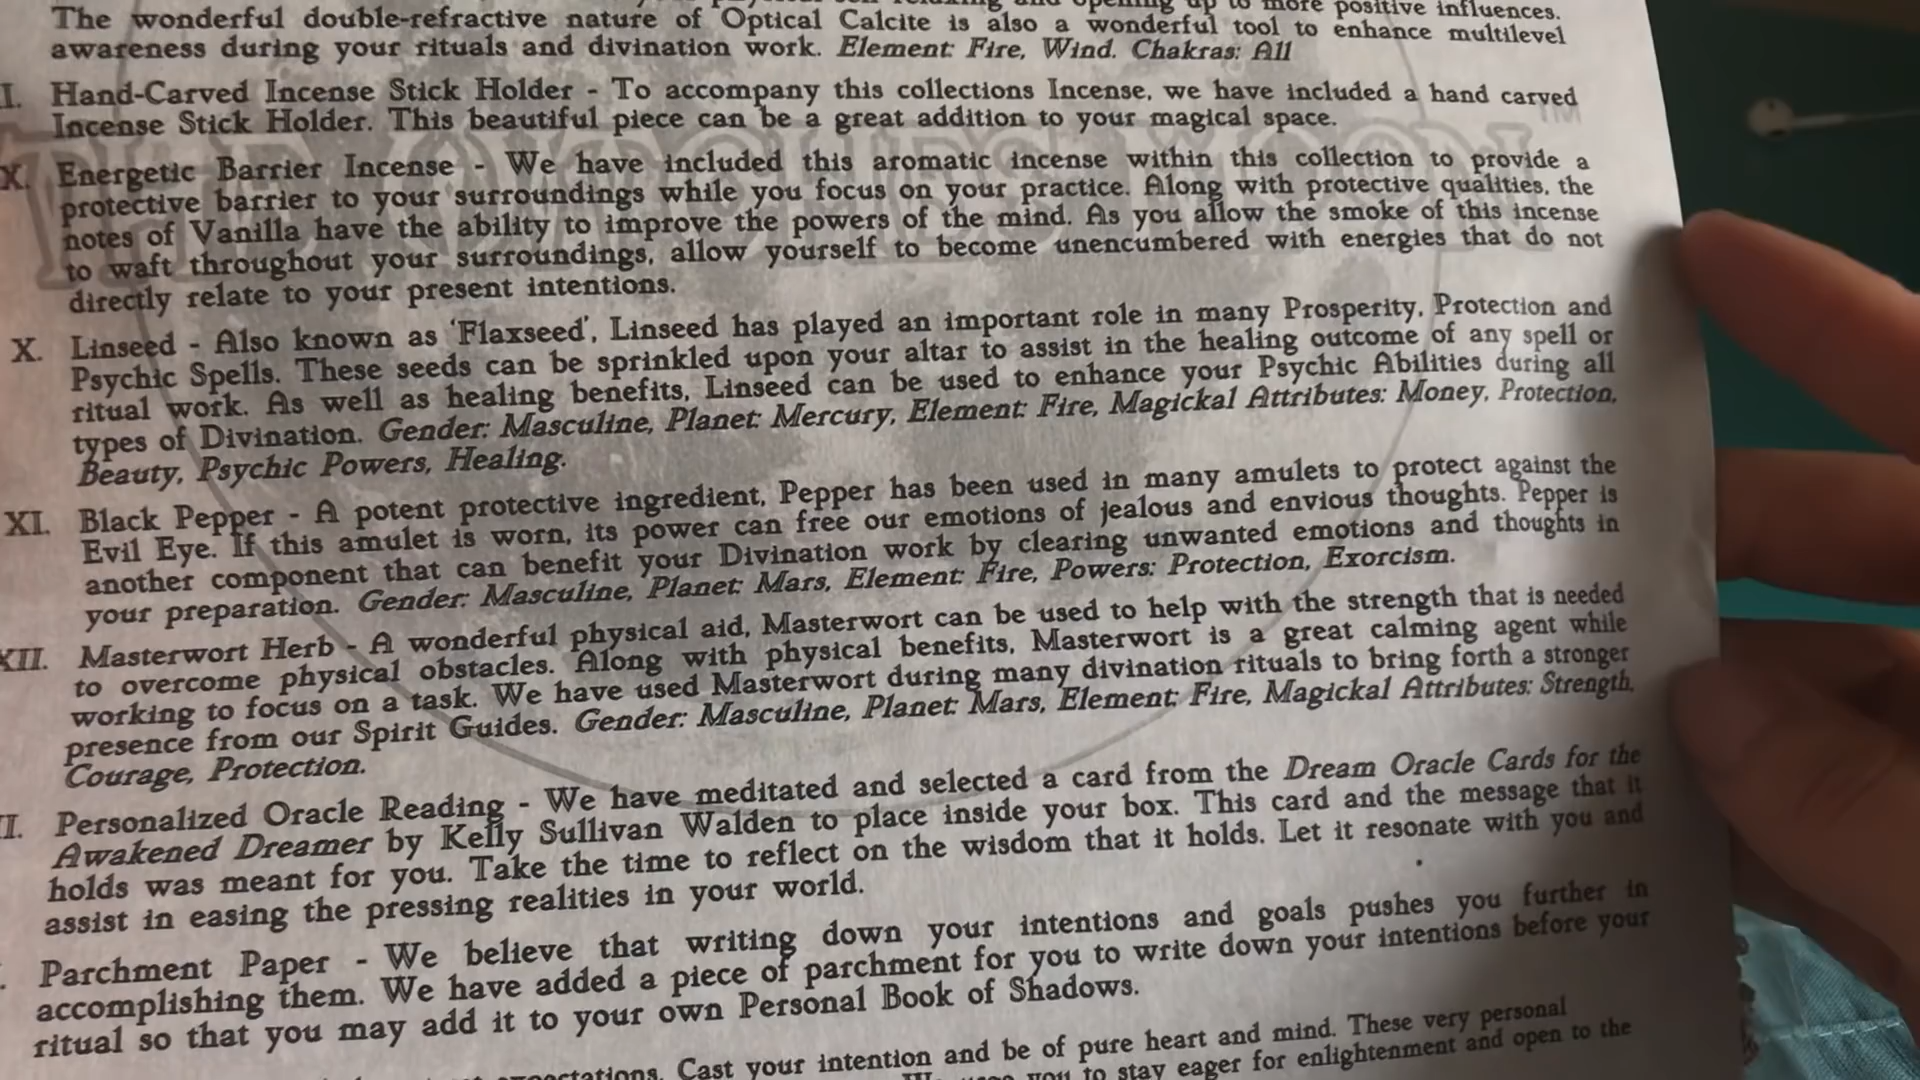 The wonderful double-refractive nature of Optical Calcite is also a wonderful tool to enhance multilevel
awareness during your rituals and divination work. Element: Fire, Wind. Chakras: All
I. Hand-Carved Incense Stick Holder - To accompany this collections Incense, we have included a hand carved
Incense Stick Holder. This beautiful piece can be a great addition to your magical space.
X. Energetic Barrier Incense - We have included this aromatic incense within this collection to provide a
protective barrier to your surroundings while you focus on your practice. Along with protective qualities, the
notes of Vanilla have the ability to improve the powers of the mind. As you allow the smoke of this incense
to waft throughout your surroundings, allow yourself to become unencumbered with energies that do not
directly relate to your present intentions.
X. Linseed - Also known as 'Flaxseed', Linseed has played an important role in many Prosperity, Protection and
Psychic Spells. These seeds can be sprinkled upon your altar to assist in the healing outcome of any spell or
ritual work. As well as healing benefits, Linseed can be used to enhance your Psychic Abilities during all
types of Divination. Gender: Masculine, Planet: Mercury, Element: Fire, Magickal Attributes: Money, Protection,
Beauty, Psychic Powers, Healing.
XI. Black Pepper - A potent protective ingredient, Pepper has been used in many amulets to protect against the
Evil Eye. If this amulet is worn, its power can free our emotions of jealous and envious thoughts. Pepper is
another component that can benefit your Divination work by clearing unwanted emotions and thoughts in
your preparation. Gender: Masculine, Planet: Mars, Element: Fire, Powers: Protection, Exorcism.
XII. Masterwort Herb - A wonderful physical aid, Masterwort can be used to help with the strength that is needed
to overcome physical obstacles. Along with physical benefits, Masterwort is a great calming agent while
working to focus on a task. We have used Masterwort during many divination rituals to bring forth a stronger
presence from our Spirit Guides. Gender: Masculine, Planet: Mars, Element: Fire, Magickal Attributes: Strength,
Courage, Protection.
II. Personalized Oracle Reading - We have meditated and selected a card from the Dream Oracle Cards for the
Awakened Dreamer by Kelly Sullivan Walden to place inside your box. This card and the message that it
holds was meant for you. Take the time to reflect on the wisdom that it holds. Let it resonate with you and
assist in easing the pressing realities in your world.
. Parchment Paper - We believe that writing down your intentions and goals pushes you further in
accomplishing them. We have added a piece of parchment for you to write down your intentions before your
ritual so that you may add it to your own Personal Book of Shadows.
Cast your intention and be of pure heart and mind. These very personal
you to stay eager for enlightenment and open to the